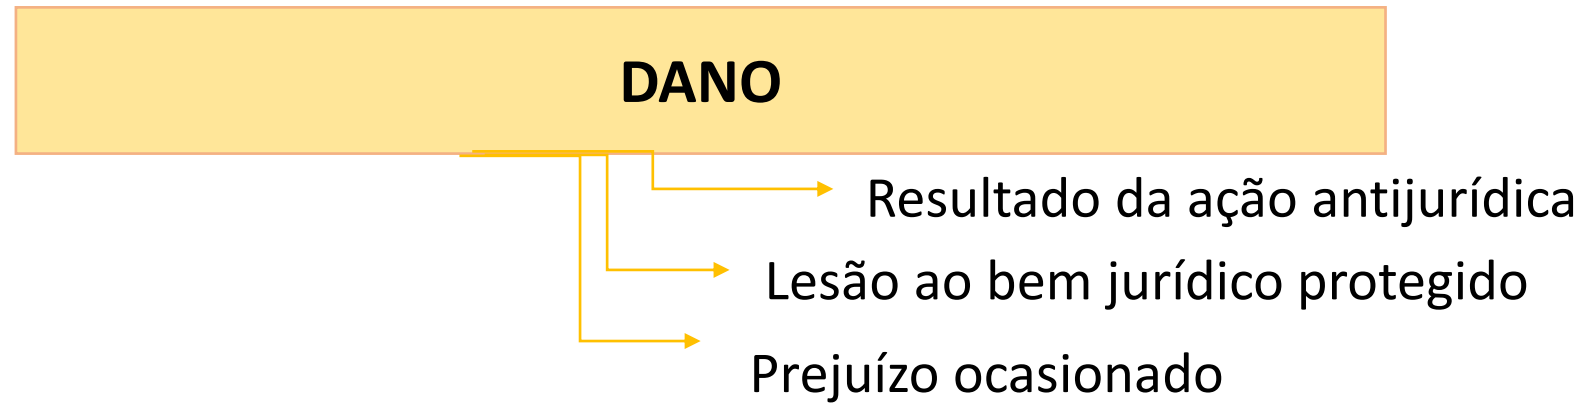 DANO
Resultado da ação antijurídica
Lesão ao bem jurídico protegido
Prejuízo ocasionado